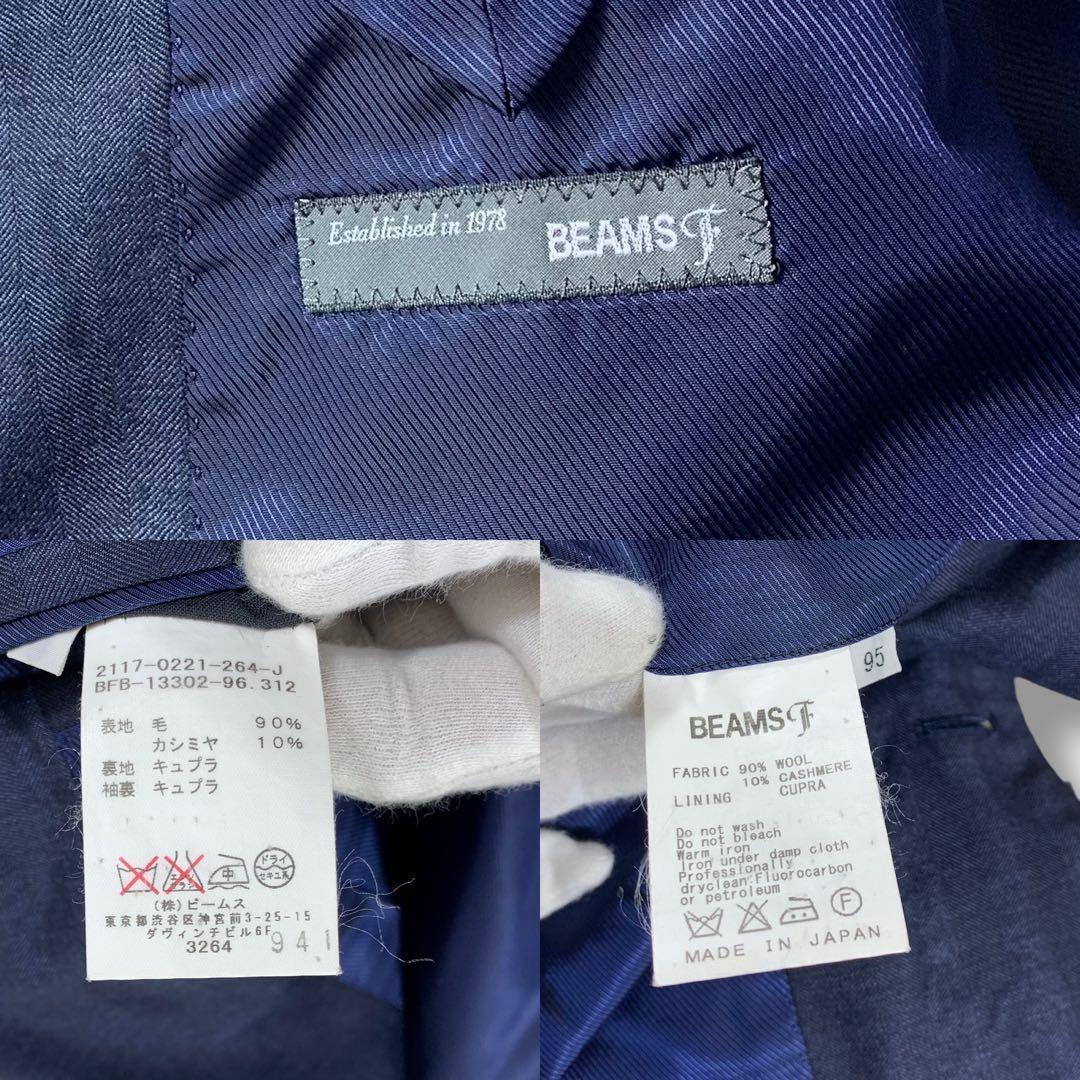 Established in 1978 BEAMS F
2117-0221-264-J
BFB-13302-96.312
表地 毛 90%
カシミヤ 10%
裏地 キュプラ
袖裏 キュプラ
中
ドライ
セキユ系
(株)ビームス
東京都渋谷区神宮前3-25-15
ダヴィンチビル6F
3264 941
95
BEAMS F
FABRIC 90% WOOL
10% CASHMERE
LINING CUPRA
Do not wash
Do not bleach
Warm iron
Iron under damp cloth
Professionally
dryclean.Fluorocarbon
or petroleum
F
MADE IN JAPAN